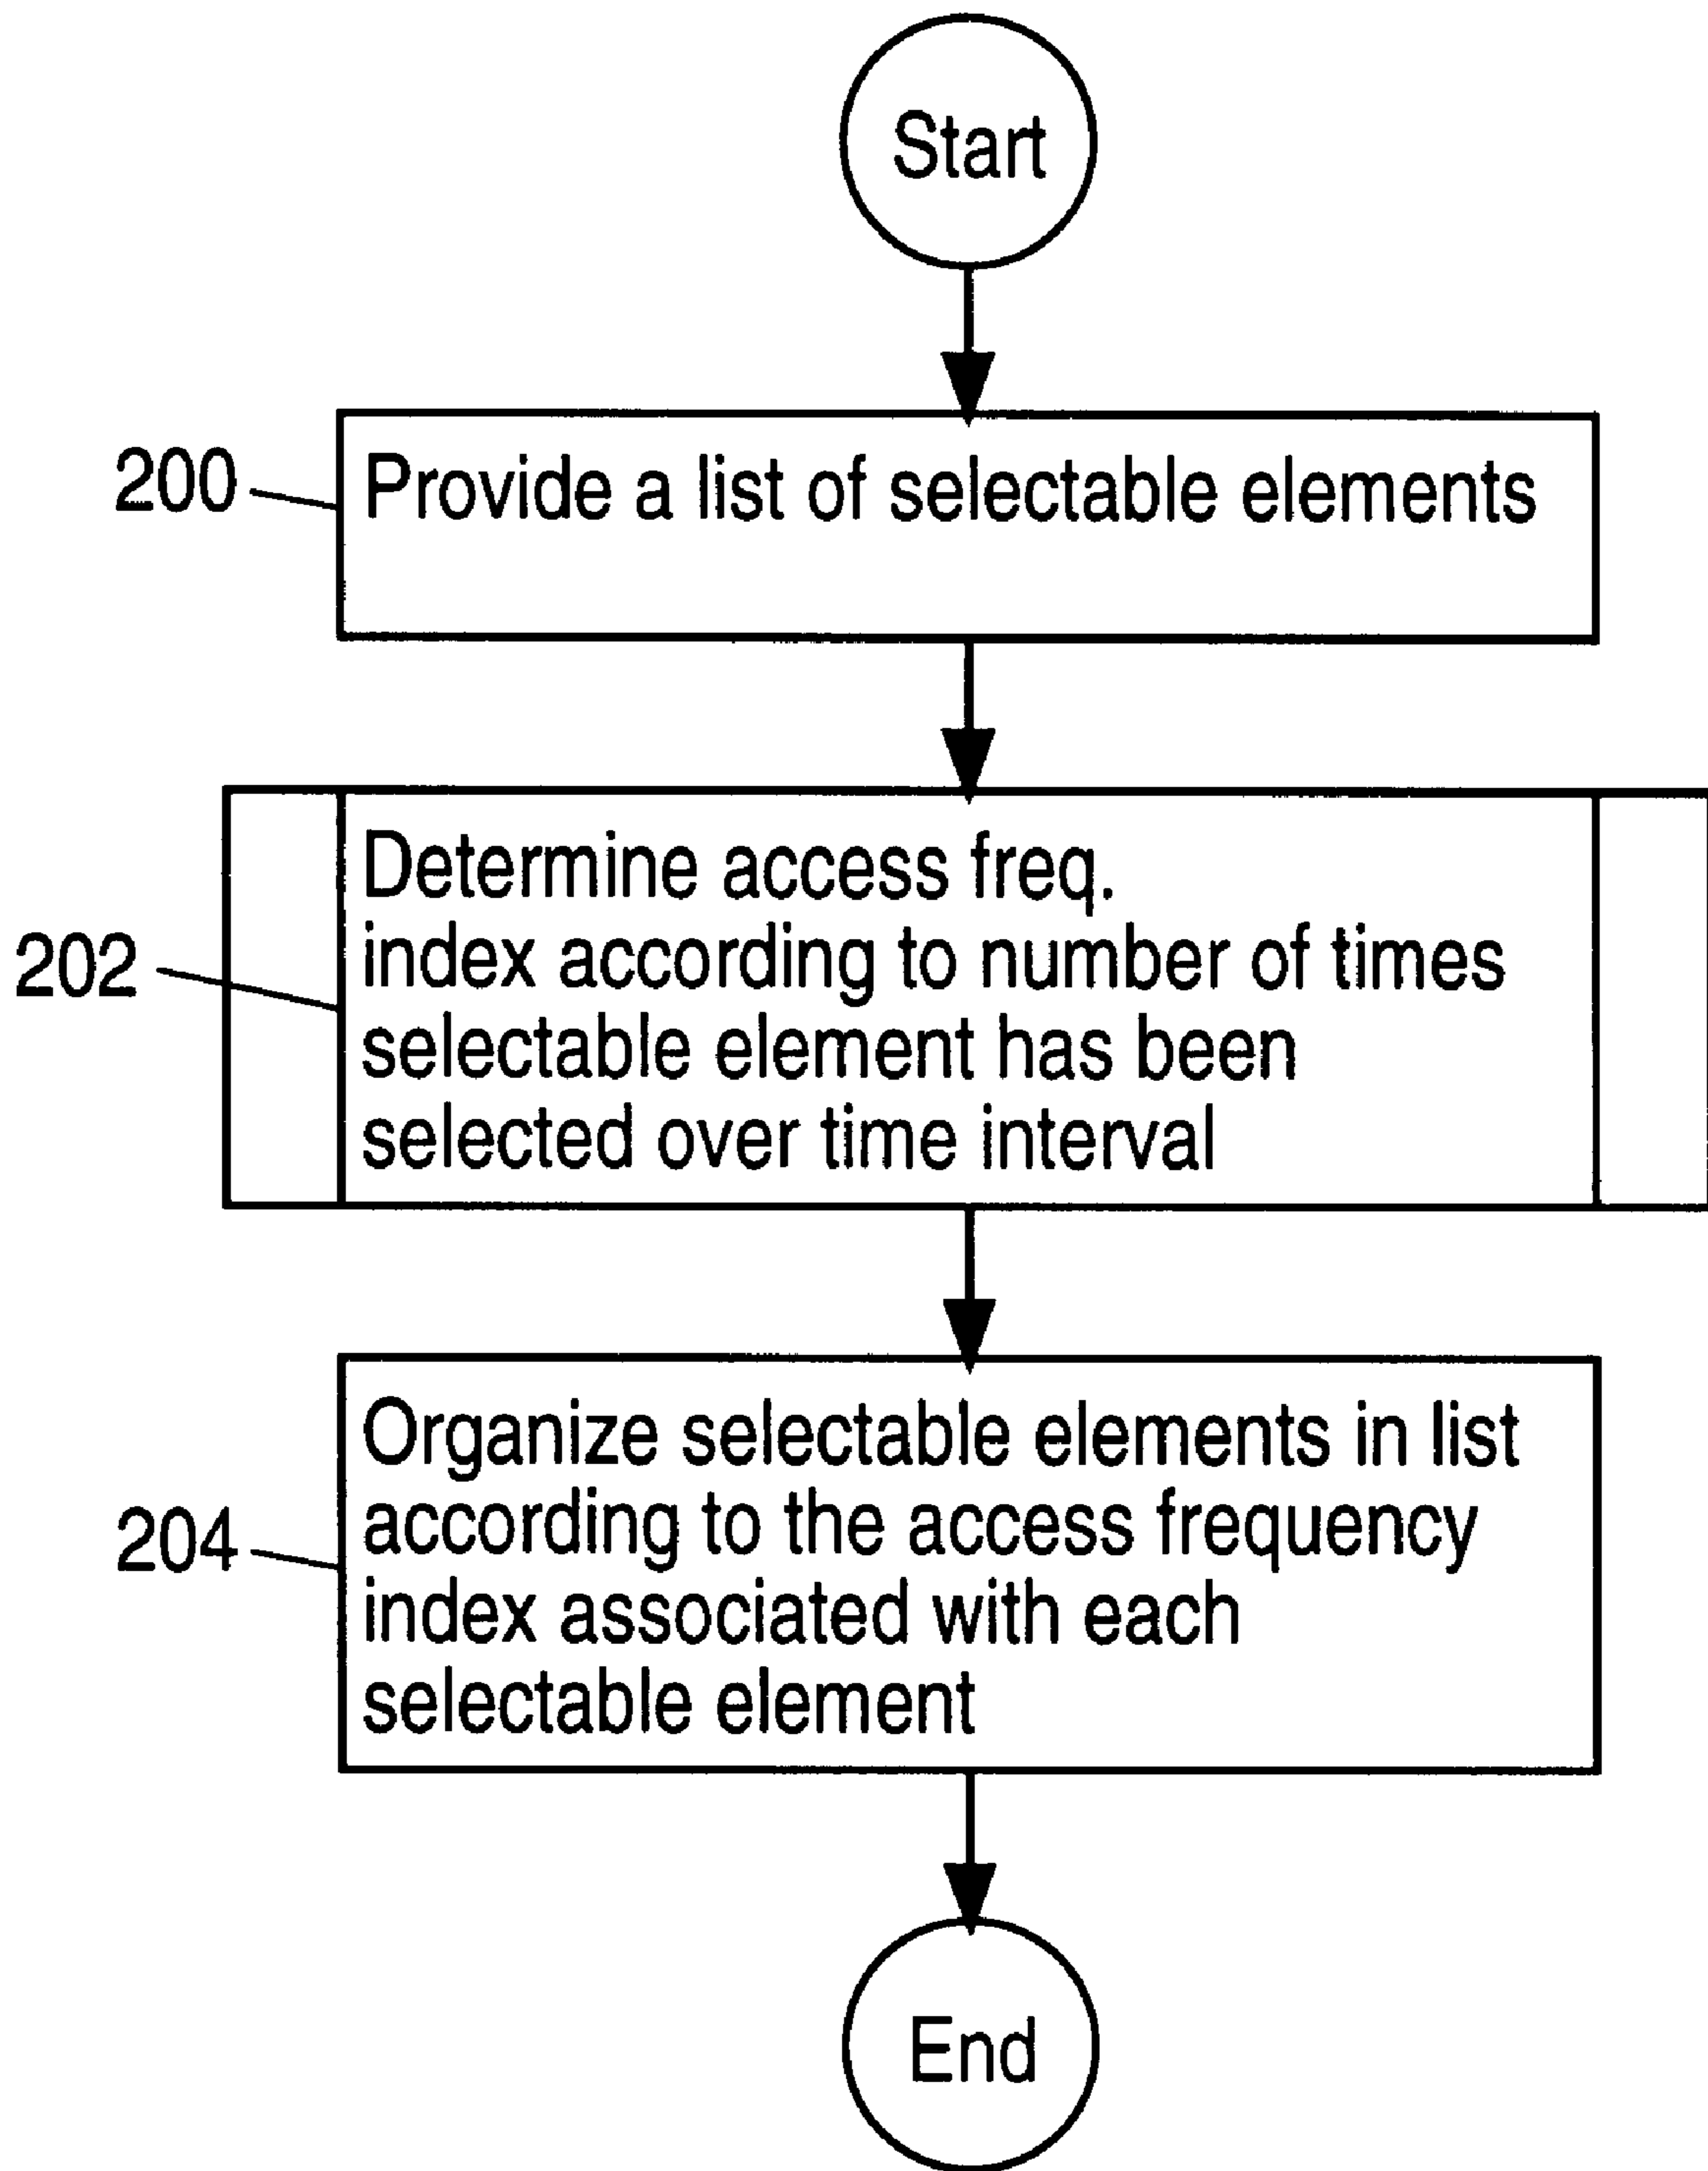 Start
200
Provide a list of selectable elements
202
Determine access freq.
index according to number of times
selectable element has been
selected over time interval
204
Organize selectable elements in list
according to the access frequency
index associated with each
selectable element
End